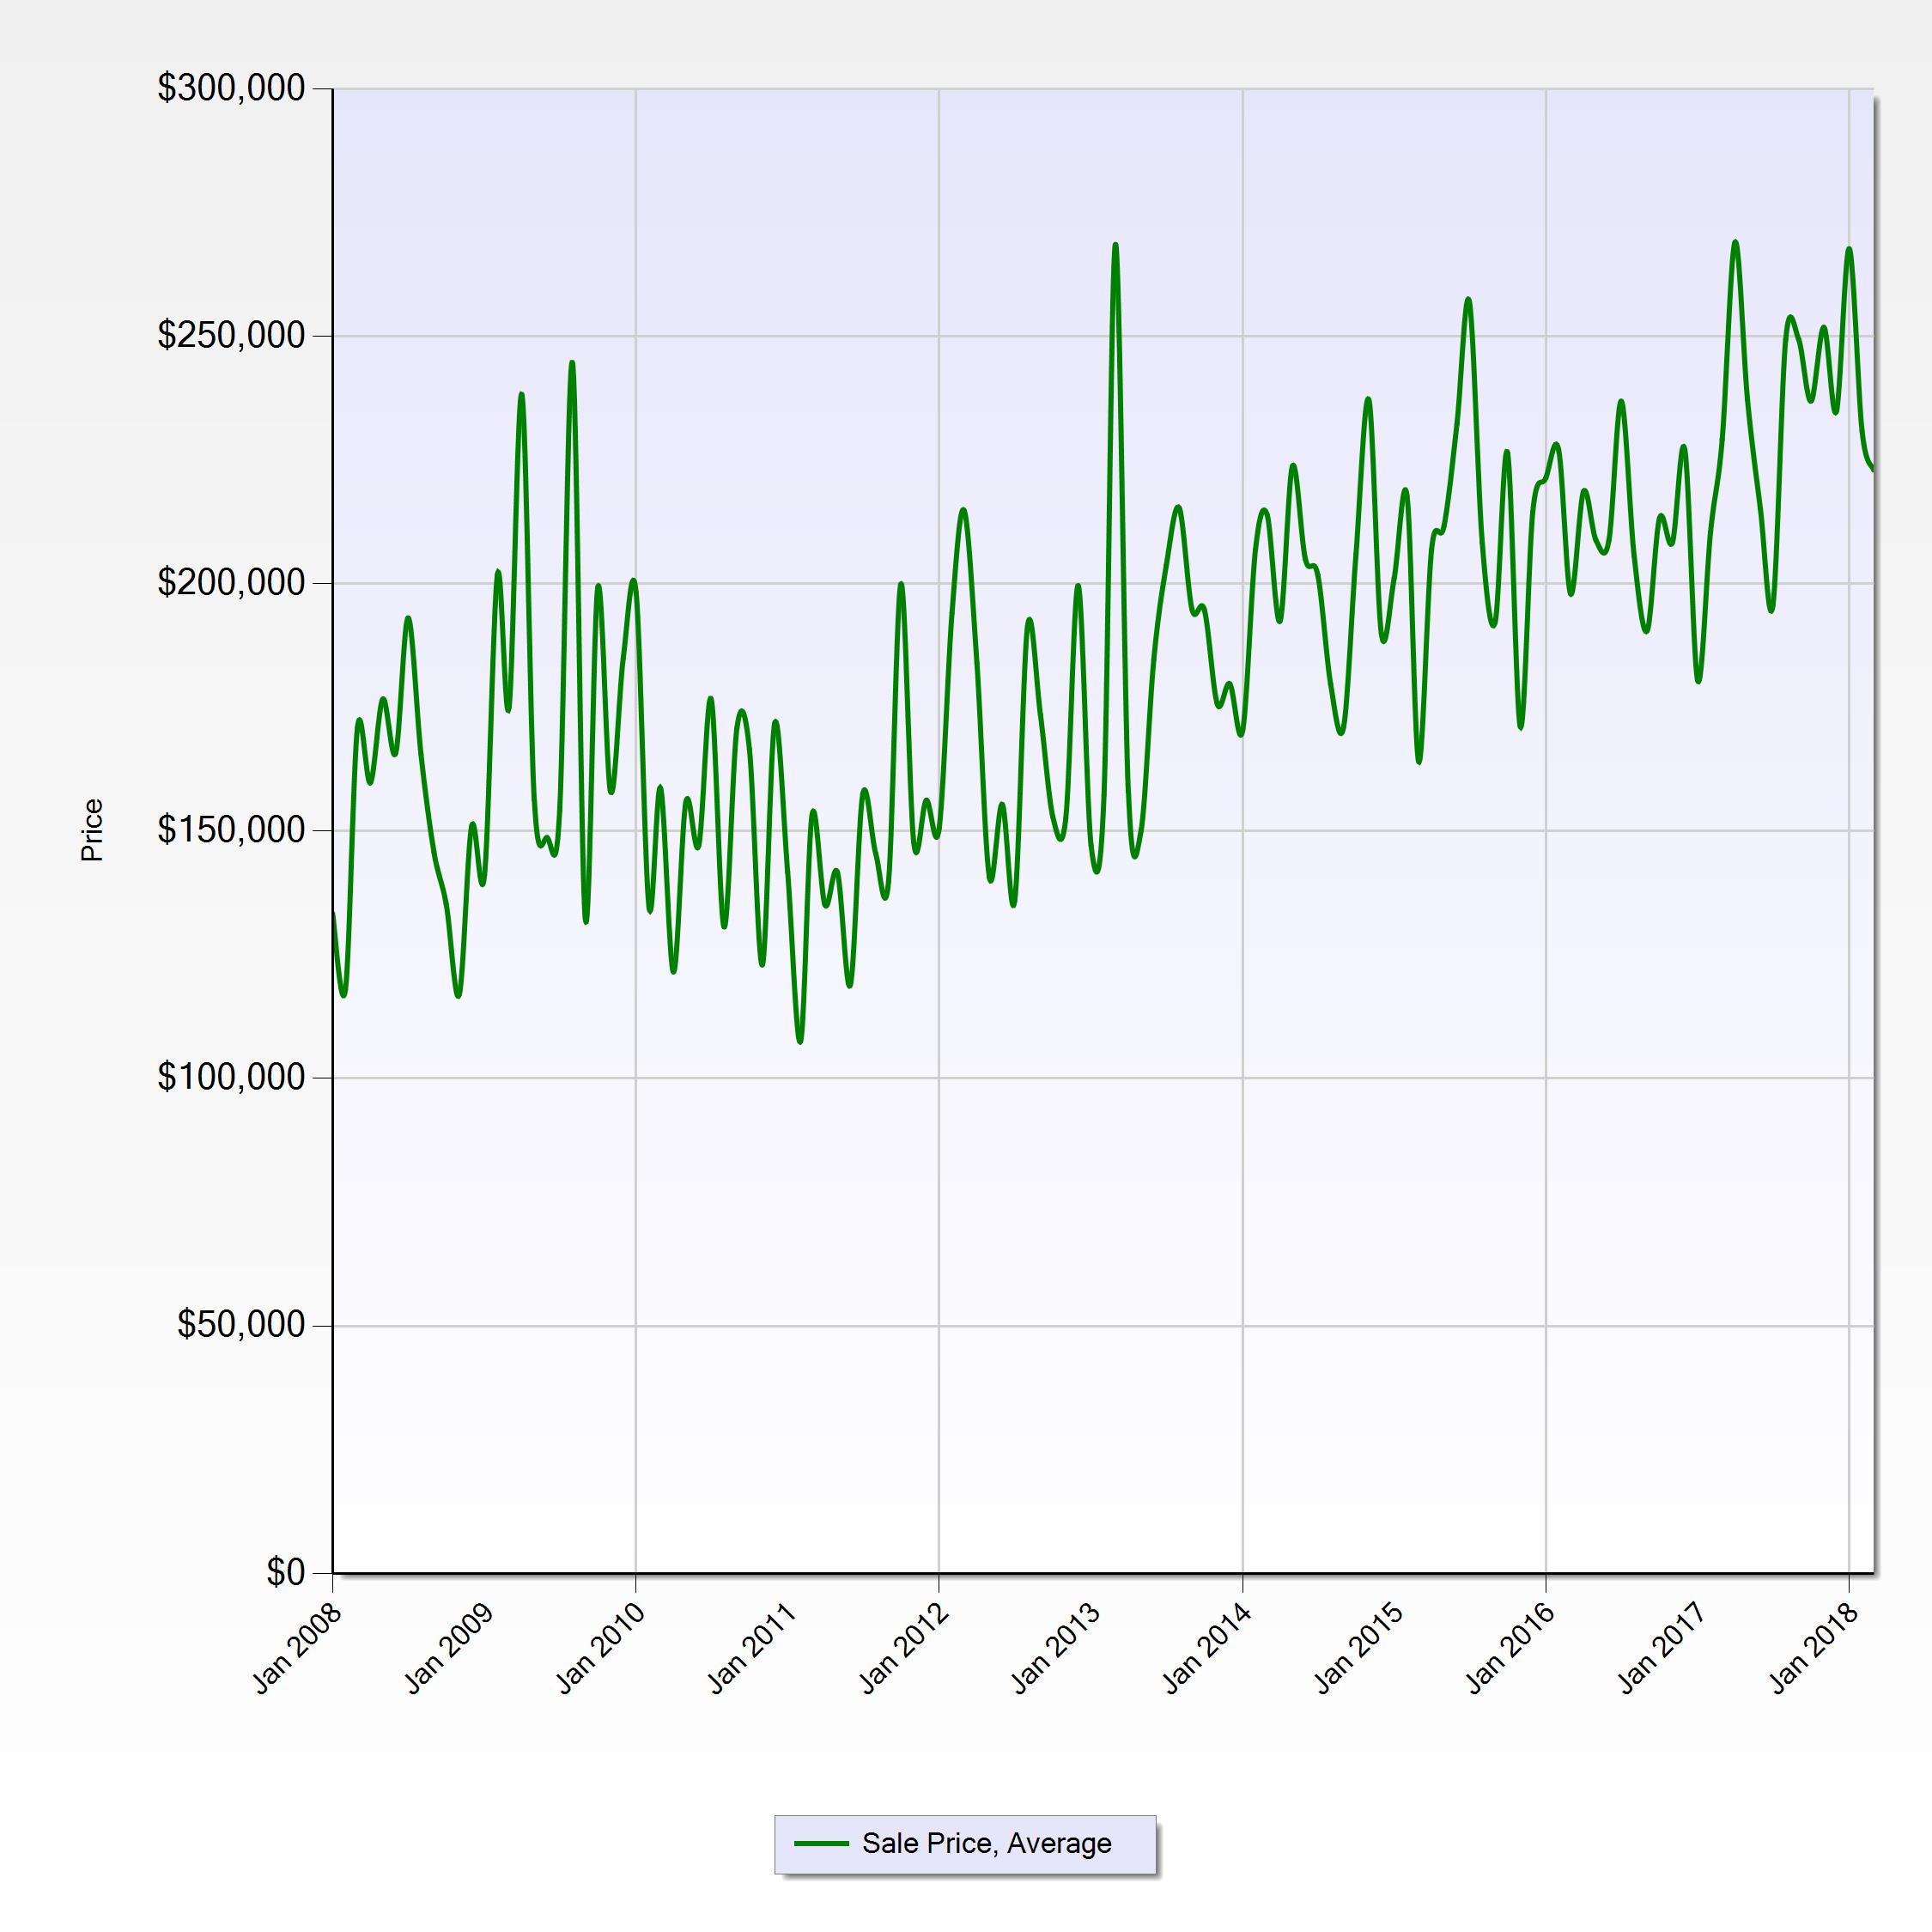 $300,000
$250,000
$200,000
$150,000
$100,000
$50,000
$0
Price
Jan 2008
Jan 2009
Jan 2010
Jan 2011
Jan 2012
Jan 2013
Jan 2014
Jan 2015
Jan 2016
Jan 2017
Jan 2018
Sale Price, Average